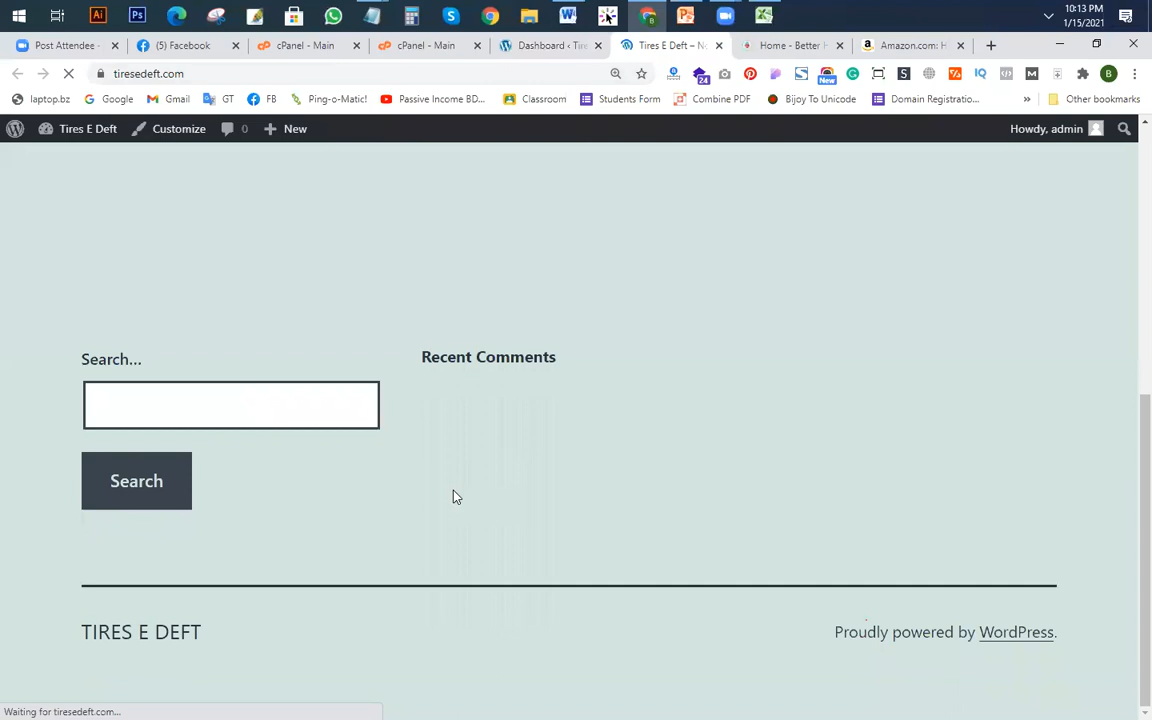 10:13 PM
1/15/2021
Post Attendee -
(5) Facebook
cPanel - Main
cPanel - Main
Dashboard ‹ Tire
Tires E Deft – N
Home - Better H
Amazon.com: H
tiresedeft.com
24
New
IQ
M
S
B
laptop.bz
Google
Gmail
GT
FB
Ping-o-Matic!
Passive Income BD...
Classroom
Students Form
Combine PDF
Bijoy To Unicode
Domain Registratio...
»
Other bookmarks
Tires E Deft
Customize
0
New
Howdy, admin
Search...
Recent Comments
Search
TIRES E DEFT
Proudly powered by WordPress.
Waiting for tiresedeft.com...